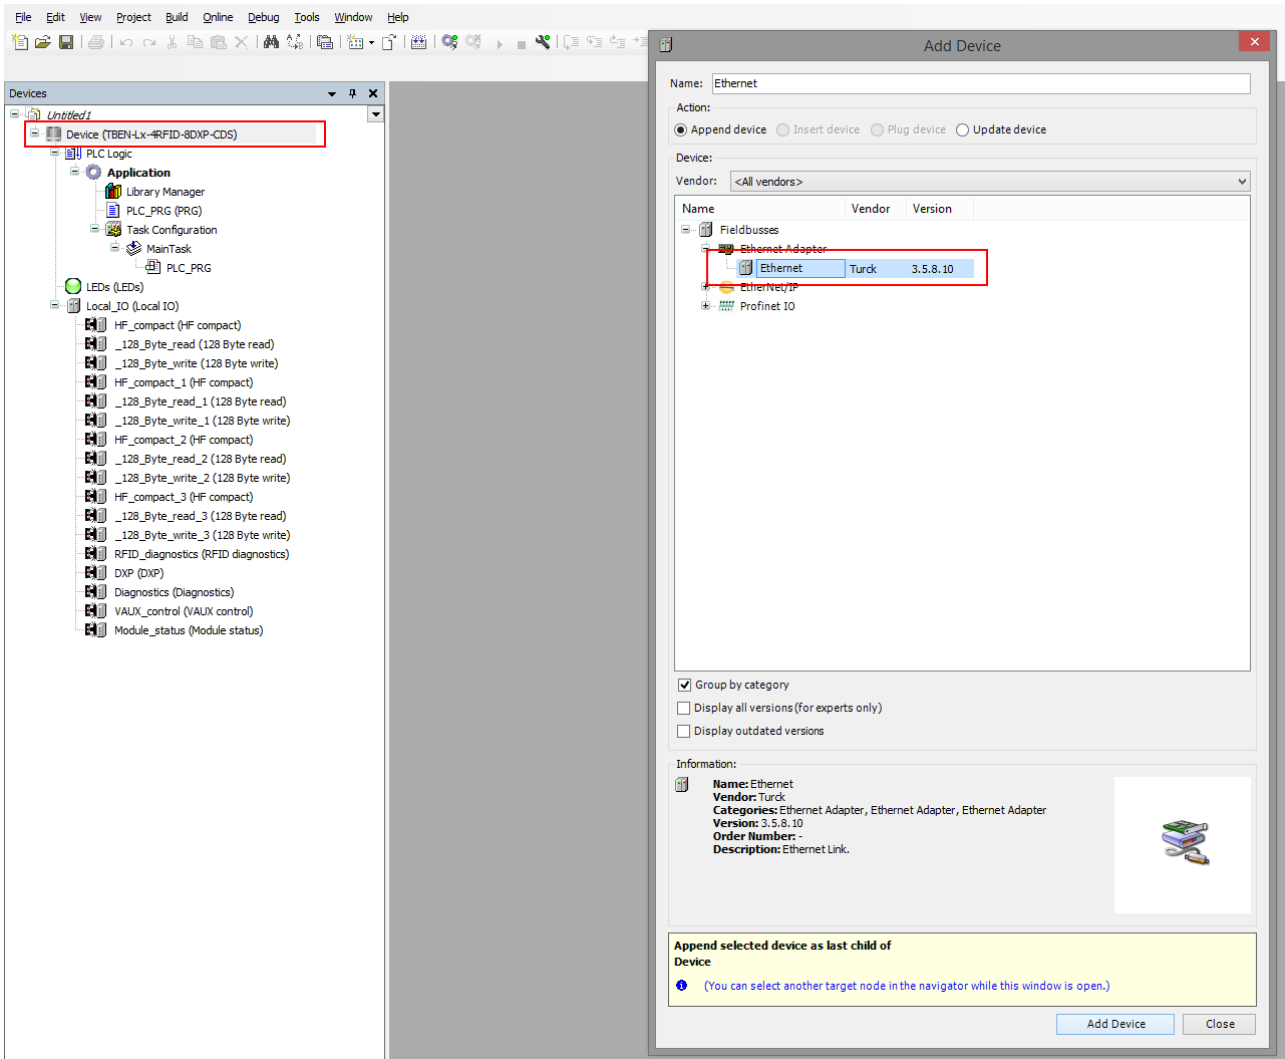 File Edit View Project Build Online Debug Tools Window Help
Devices
Untitled1
Device (TBEN-Lx-4RFID-8DXP-CDS)
PLC Logic
Application
Library Manager
PLC_PRG (PRG)
Task Configuration
MainTask
PLC_PRG
LEDs (LEDs)
Local_IO (Local IO)
HF_compact (HF compact)
_128_Byte_read (128 Byte read)
_128_Byte_write (128 Byte write)
HF_compact_1 (HF compact)
_128_Byte_read_1 (128 Byte read)
_128_Byte_write_1 (128 Byte write)
HF_compact_2 (HF compact)
_128_Byte_read_2 (128 Byte read)
_128_Byte_write_2 (128 Byte write)
HF_compact_3 (HF compact)
_128_Byte_read_3 (128 Byte read)
_128_Byte_write_3 (128 Byte write)
RFID_diagnostics (RFID diagnostics)
DXP (DXP)
Diagnostics (Diagnostics)
VAUX_control (VAUX control)
Module_status (Module status)
Add Device
Name: Ethernet
Action:
Append device Insert device Plug device Update device
Device:
Vendor: <All vendors>
Name Vendor Version
Fieldbusses
Ethernet Adapter
Ethernet Turck 3.5.8.10
EtherNet/IP
Profinet IO
Group by category
Display all versions (for experts only)
Display outdated versions
Information:
Name: Ethernet
Vendor: Turck
Categories: Ethernet Adapter, Ethernet Adapter, Ethernet Adapter
Version: 3.5.8.10
Order Number: -
Description: Ethernet Link.
Append selected device as last child of
Device
(You can select another target node in the navigator while this window is open.)
Add Device Close